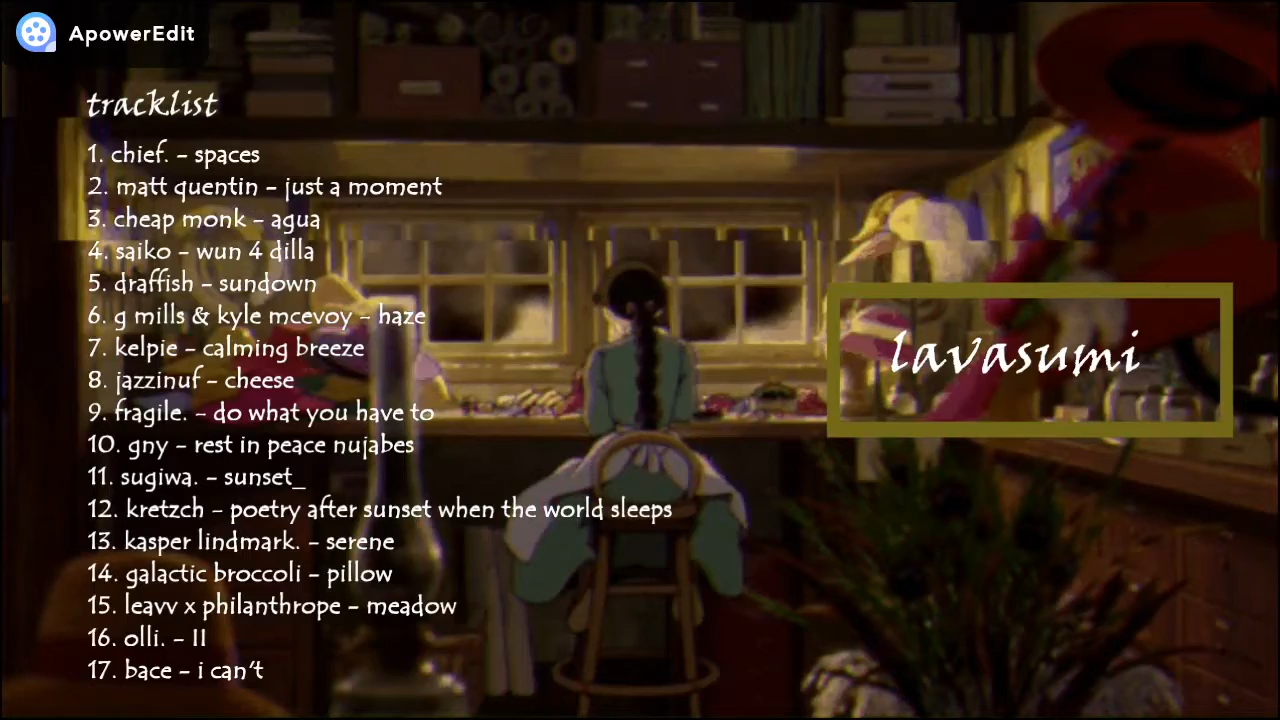 ApowerEdit
tracklist
1. chief. - spaces
2. matt quentin - just a moment
3. cheap monk - agua
4. saiko - wun 4 dilla
5. draffish - sundown
6. g mills & kyle mcevoy - haze
7. kelpie - calming breeze
8. jazzinuf - cheese
9. fragile. - do what you have to
10. gny - rest in peace nujabes
11. sugiwa. - sunset_
12. kretzch - poetry after sunset when the world sleeps
13. kasper lindmark. - serene
14. galactic broccoli - pillow
15. leavv x philanthrope - meadow
16. olli. - II
17. bace - i can't
lavasumi